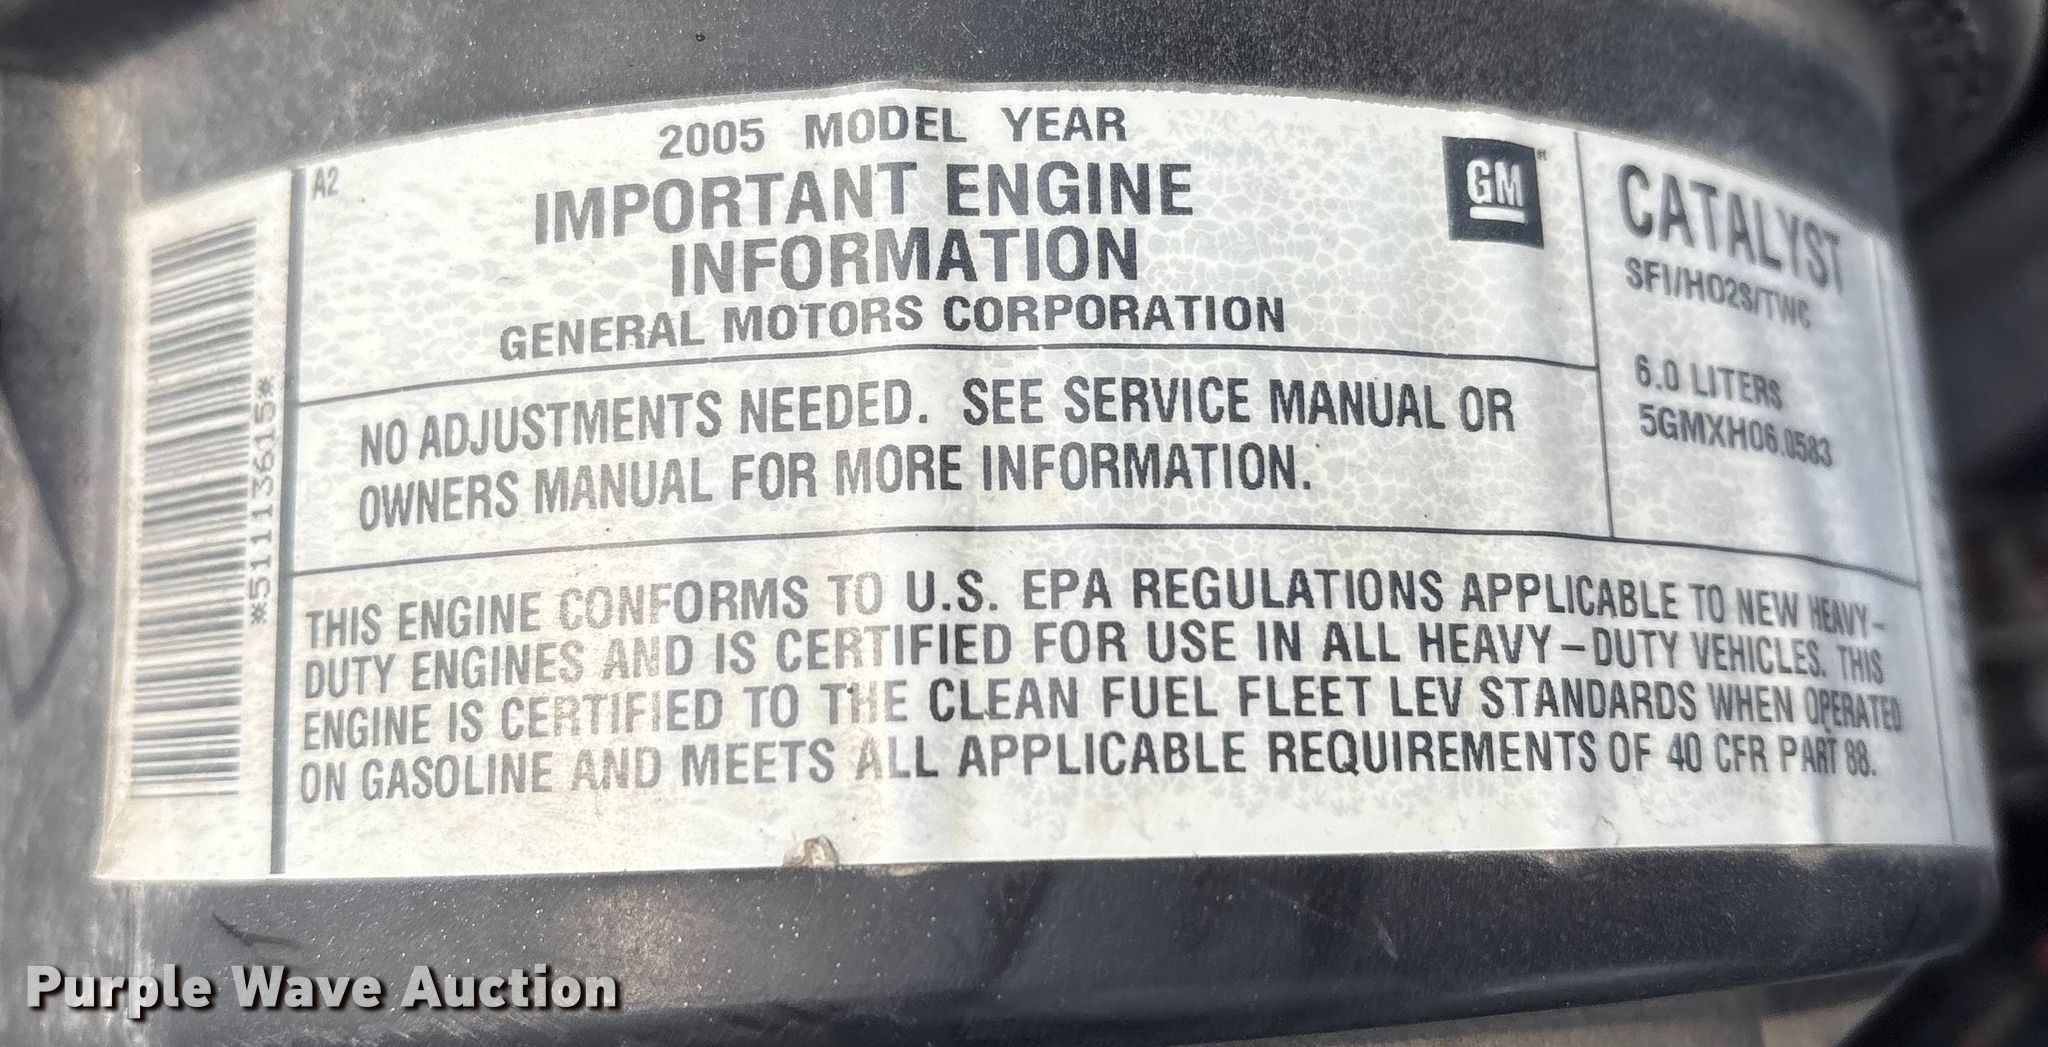 A2
2005 MODEL YEAR
IMPORTANT ENGINE
INFORMATION
GENERAL MOTORS CORPORATION
GM
CATALYST
SFI/HO2S/TWC
6.0 LITERS
5GMXH06.0583
NO ADJUSTMENTS NEEDED. SEE SERVICE MANUAL OR
OWNERS MANUAL FOR MORE INFORMATION.
THIS ENGINE CONFORMS TO U.S. EPA REGULATIONS APPLICABLE TO NEW HEAVY-
DUTY ENGINES AND IS CERTIFIED FOR USE IN ALL HEAVY-DUTY VEHICLES. THIS
ENGINE IS CERTIFIED TO THE CLEAN FUEL FLEET LEV STANDARDS WHEN OPERATED
ON GASOLINE AND MEETS ALL APPLICABLE REQUIREMENTS OF 40 CFR PART 88.
*51113615*
Purple Wave Auction